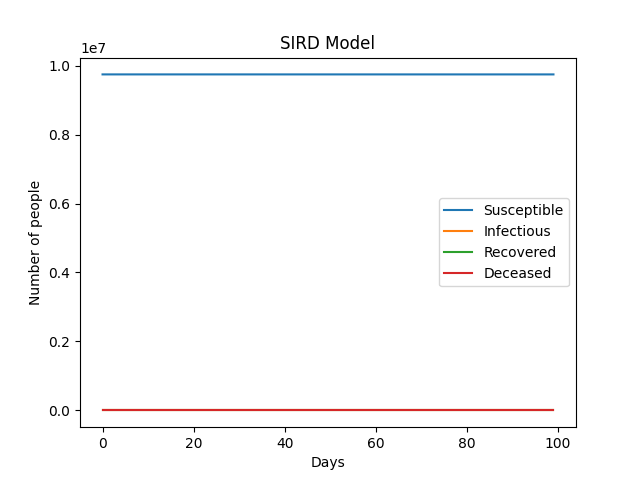 SIRD Model
1e7
1.0
0.8
0.6
0.4
0.2
0.0
Number of people
Susceptible
Infectious
Recovered
Deceased
0 20 40 60 80 100
Days